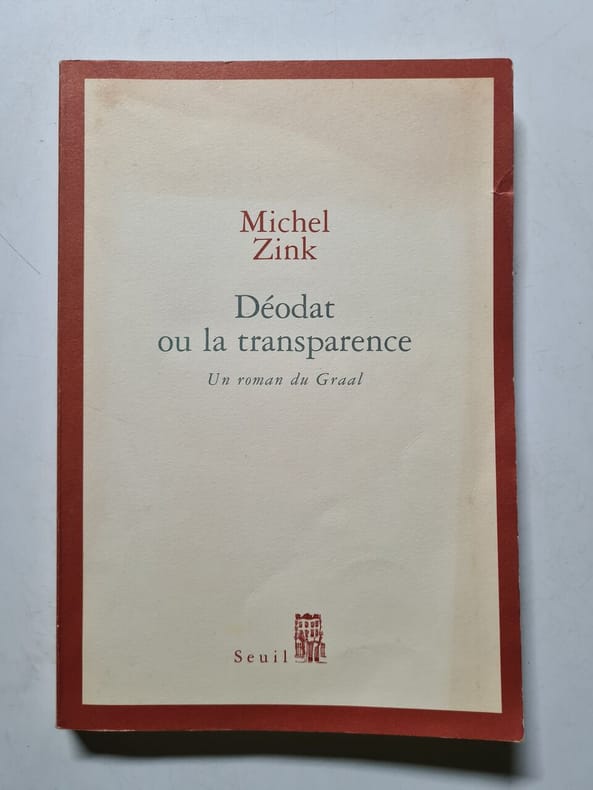 Michel
Zink
Déodat
ou la transparence
Un roman du Graal
Seuil